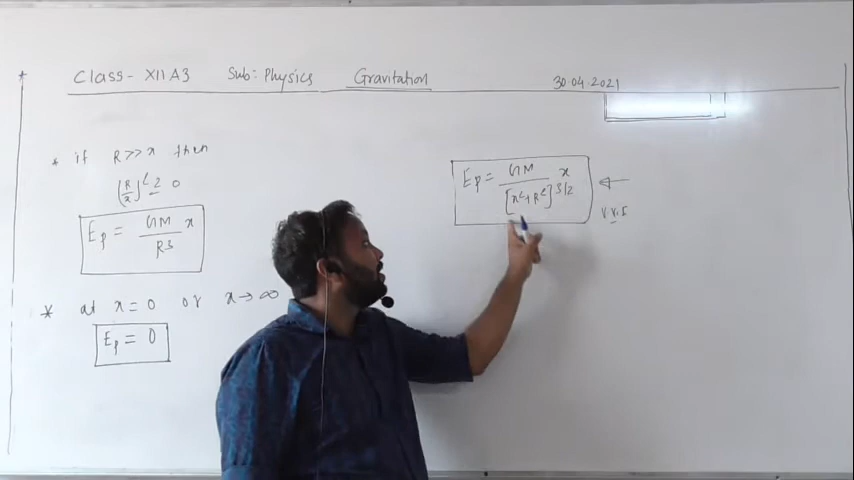 Class- XII A3 Sub: Physics Gravitation 30.04.2021
* if R >> x then
[R/x]² ≃ 0
Ep = GM/R³ x
* at x = 0 or x → ∞
Ep = 0
Ep = GM x/[x²+R²]^3/2 ←
V.V.I